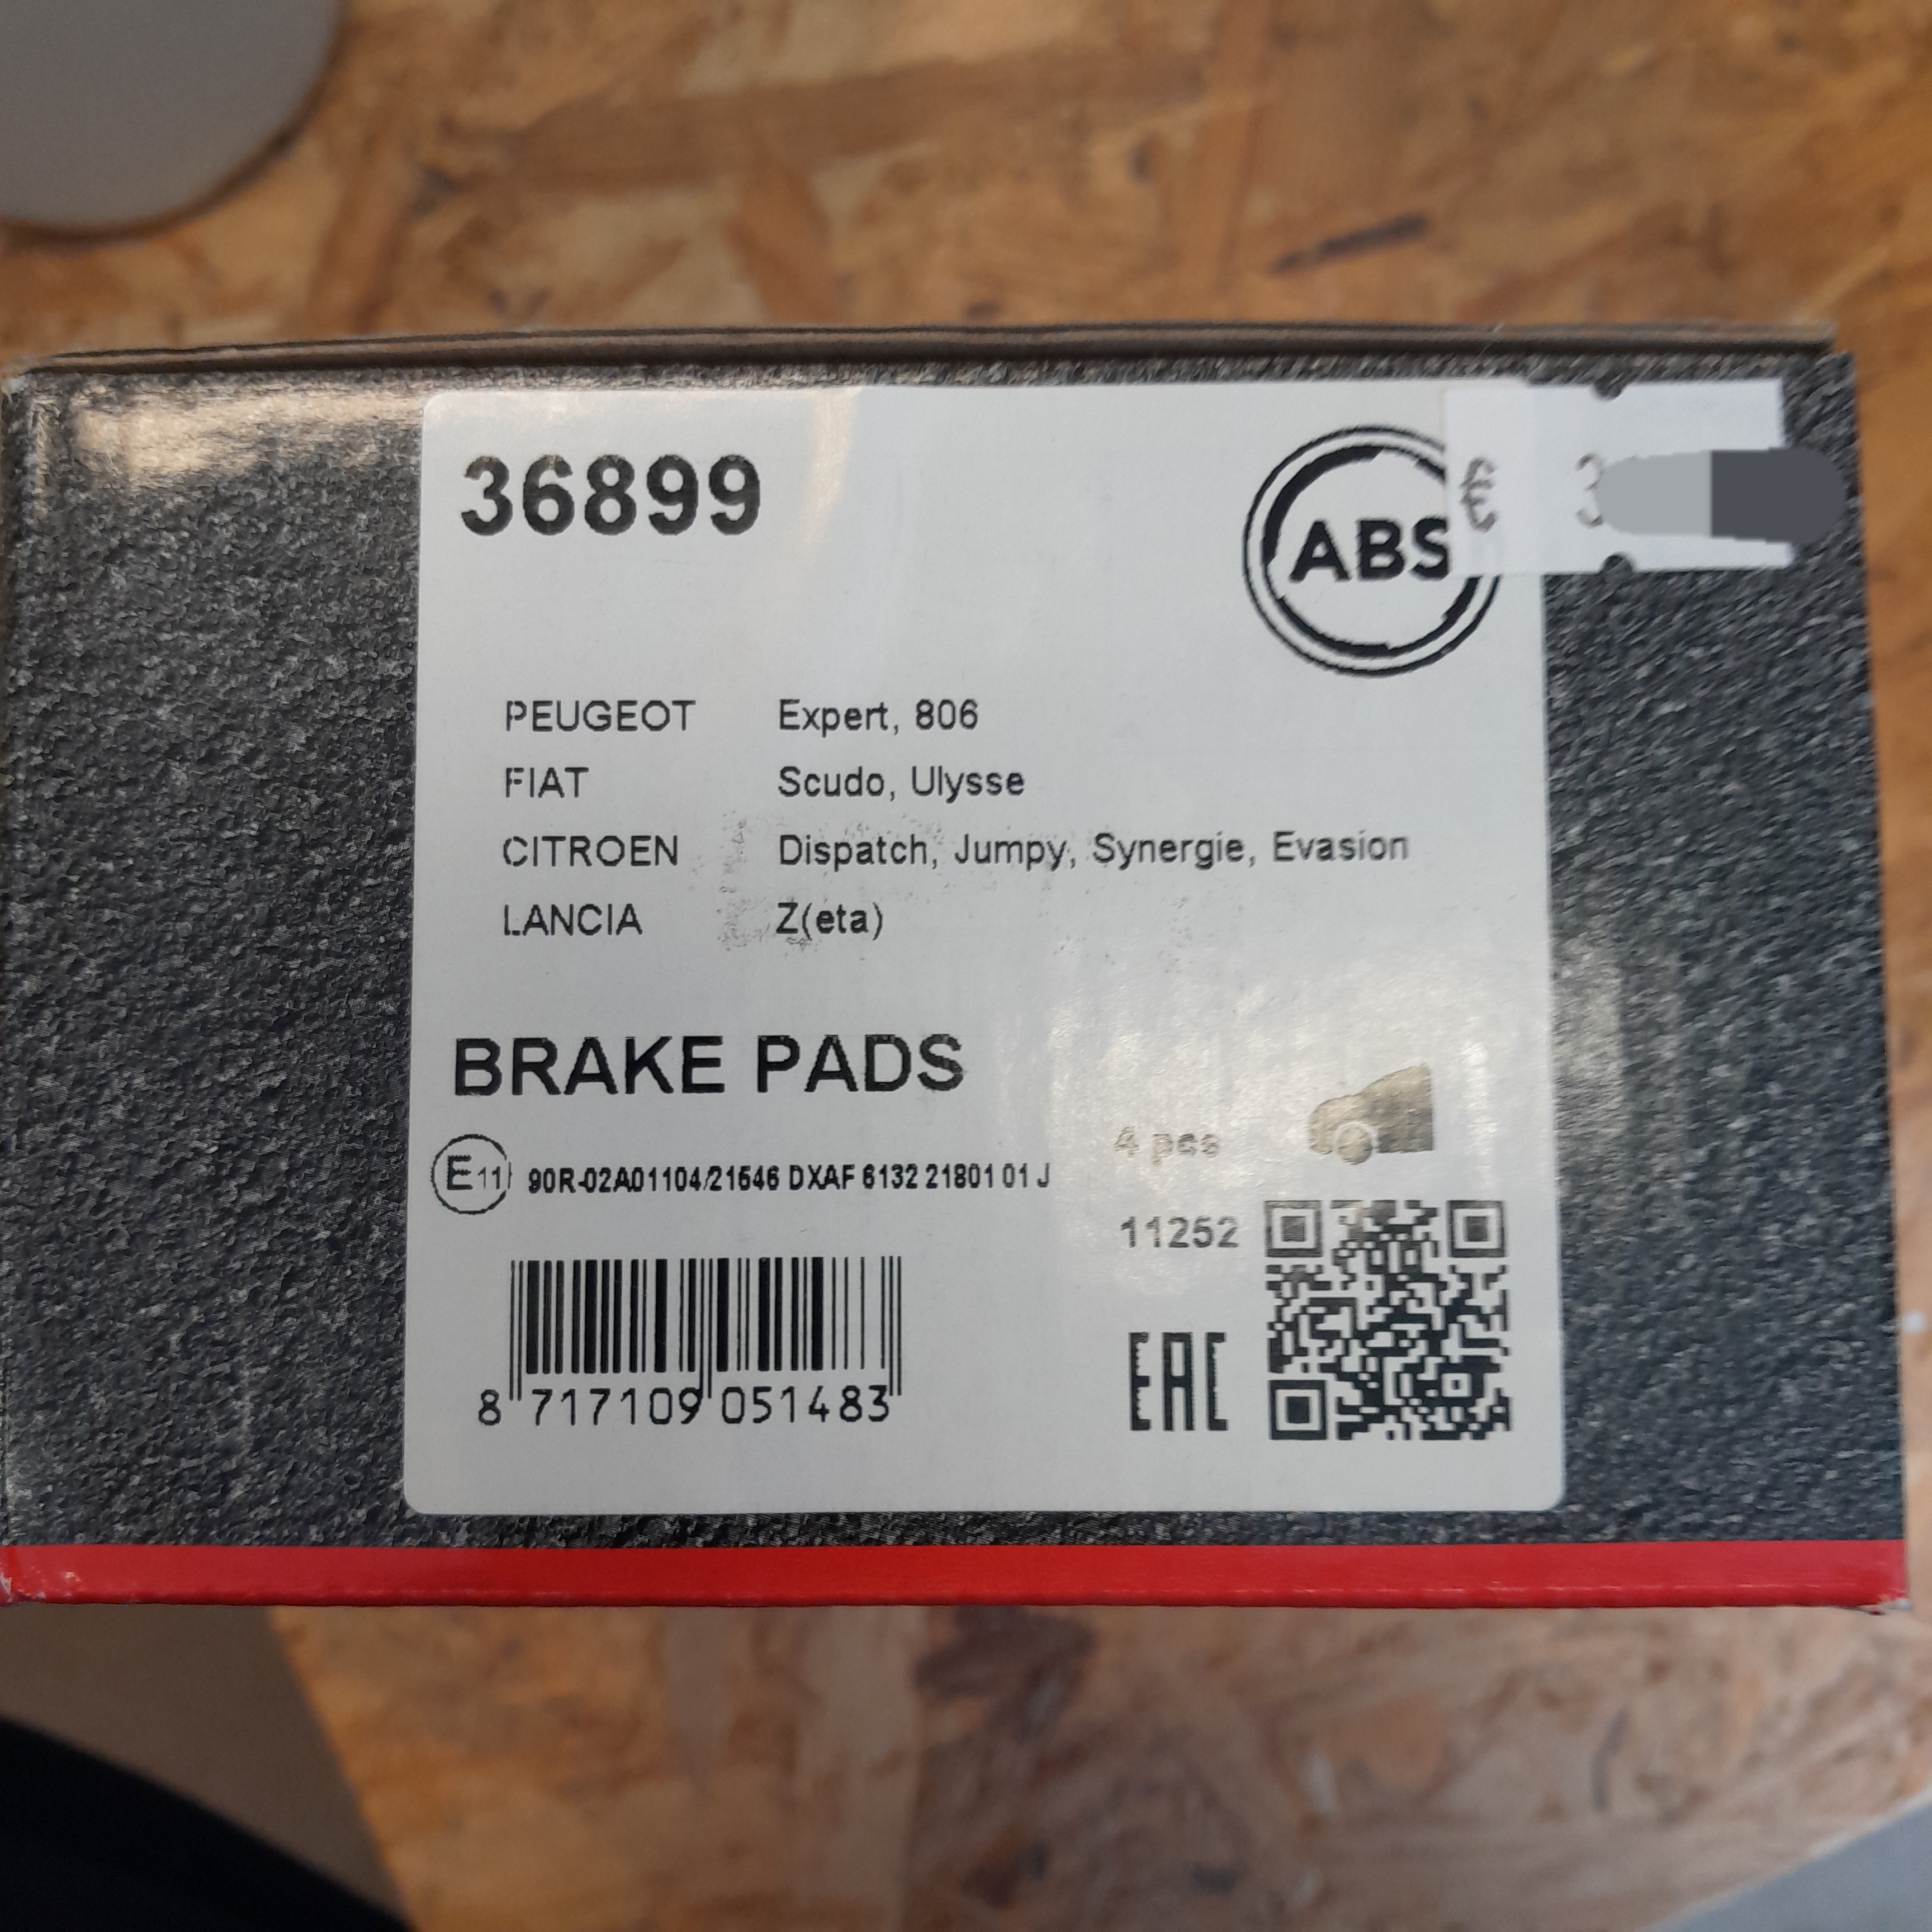 36899
ABS
PEUGEOT Expert, 806
FIAT Scudo, Ulysse
CITROEN Dispatch, Jumpy, Synergie, Evasion
LANCIA Z(eta)
BRAKE PADS
4 pcs
E11 90R-02A01104/21546 DXAF 6132 21801 01 J
11252
EAC
8 717109 051483